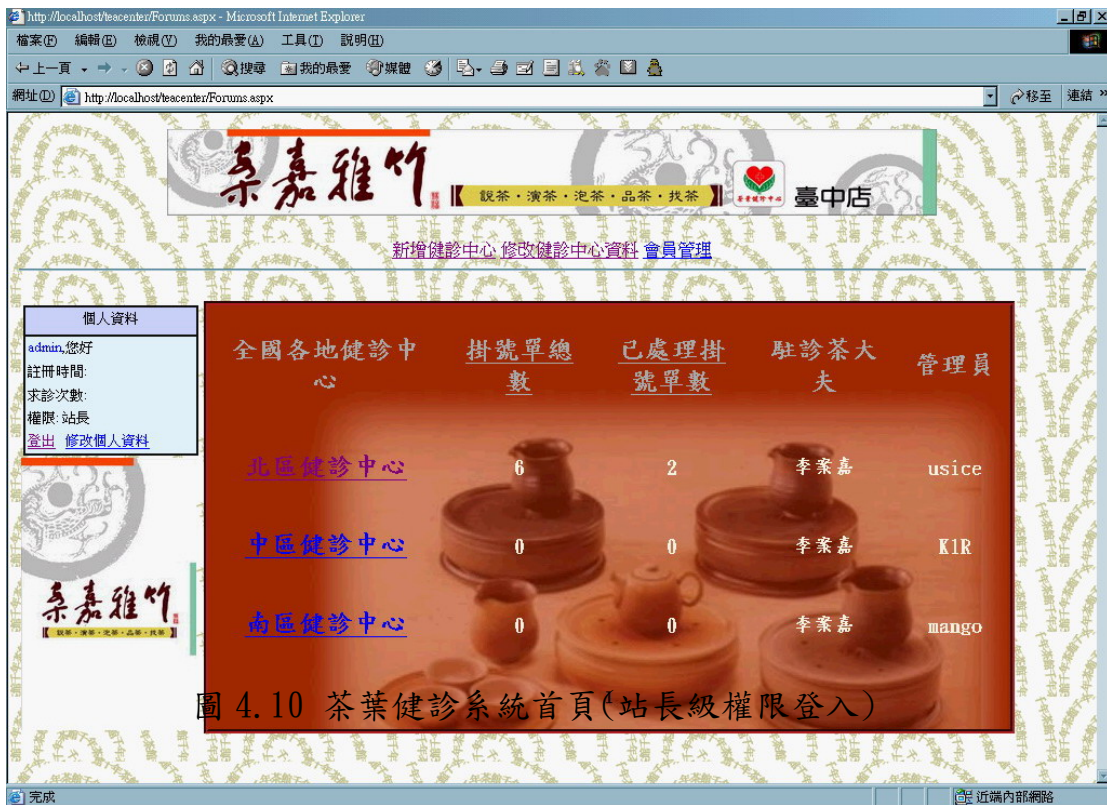 http://localhost/teacenter/Forums.aspx - Microsoft Internet Explorer
檔案(F) 編輯(E) 檢視(V) 我的最愛(A) 工具(T) 說明(H)
上一頁 搜尋 我的最愛 媒體
網址(D) http://localhost/teacenter/Forums.aspx 移至 連結 »
嘉雅竹
說茶・演茶・泡茶・品茶・找茶
茶葉健診中心
臺中店
新增健診中心 修改健診中心資料 會員管理
個人資料
admin,您好
註冊時間:
求診次數:
權限: 站長
登出 修改個人資料
嘉雅竹
說茶・演茶・泡茶・品茶・找茶
全國各地健診中心 掛號單總數 已處理掛號單數 駐診茶大夫 管理員
北區健診中心 6 2 李案嘉 usice
中區健診中心 0 0 李案嘉 K1R
南區健診中心 0 0 李案嘉 mango
圖 4.10 茶葉健診系統首頁(站長級權限登入)
完成 近端內部網路